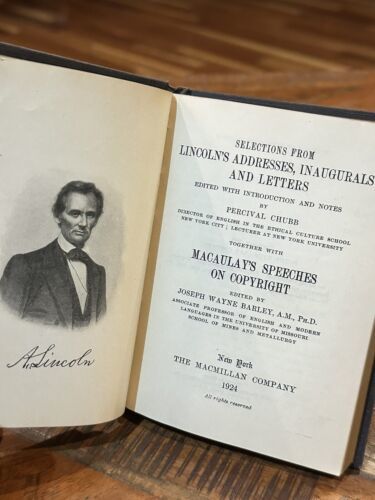 A. Lincoln
SELECTIONS FROM
LINCOLN'S ADDRESSES, INAUGURALS
AND LETTERS
EDITED WITH INTRODUCTION AND NOTES
BY
PERCIVAL CHUBB
DIRECTOR OF ENGLISH IN THE ETHICAL CULTURE SCHOOL
NEW YORK CITY; LECTURER AT NEW YORK UNIVERSITY
TOGETHER WITH
MACAULAY'S SPEECHES
ON COPYRIGHT
EDITED BY
JOSEPH WAYNE BARLEY, A.M., PH.D.
ASSOCIATE PROFESSOR OF ENGLISH AND MODERN
LANGUAGES IN THE UNIVERSITY OF MISSOURI
SCHOOL OF MINES AND METALLURGY
New York
THE MACMILLAN COMPANY
1924
All rights reserved